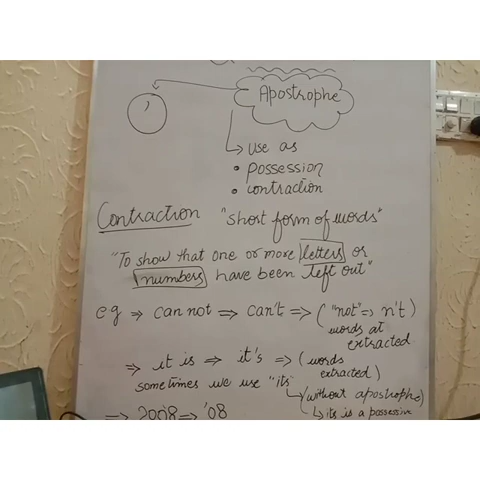 Apostrophe
'
use as
• possession
• contraction
Contraction "short form of words"
"To show that one or more letters or
numbers have been left out"
eg ⇒ can not ⇒ can't ⇒ ("not" ⇒ n't)
words at
extracted
⇒ it is ⇒ it's ⇒ (words
extracted)
sometimes we use "its"
(without apostrophe)
its is a possessive
⇒ 2008 ⇒ '08